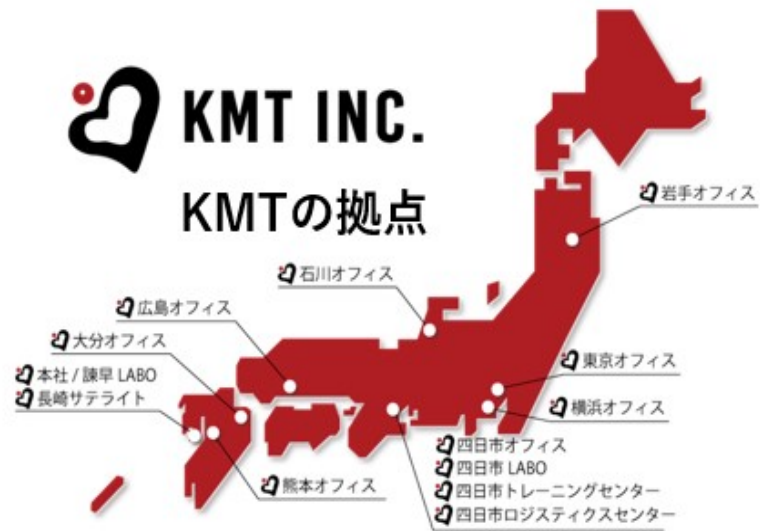 KMT INC.
KMTの拠点
岩手オフィス
石川オフィス
広島オフィス
大分オフィス
本社 / 諫早 LABO
長崎サテライト
東京オフィス
横浜オフィス
四日市オフィス
四日市 LABO
四日市トレーニングセンター
四日市ロジスティクスセンター
熊本オフィス